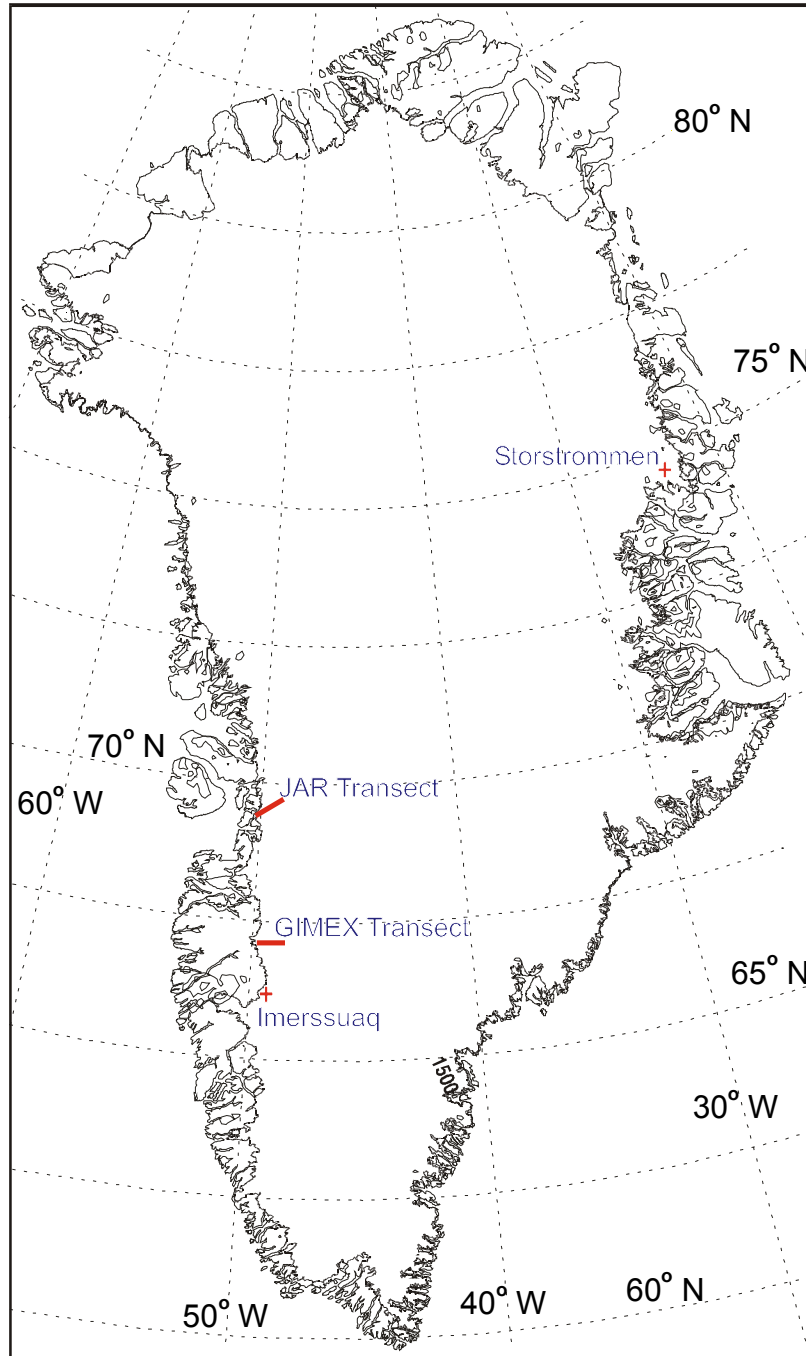 80° N
75° N
Storstrommen
70° N
60° W
JAR Transect
GIMEX Transect
65° N
Imerssuaq
1500
30° W
60° N
40° W
50° W